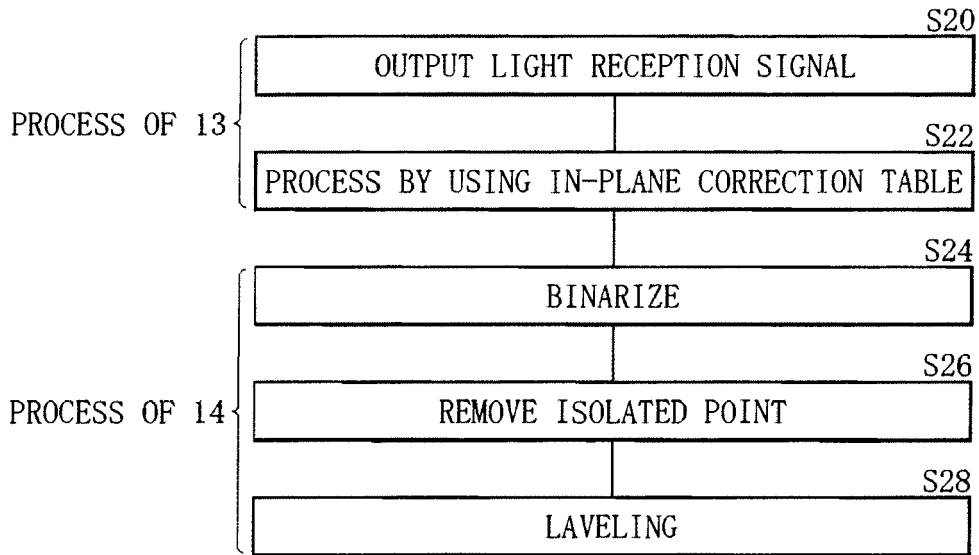 S20
OUTPUT LIGHT RECEPTION SIGNAL
PROCESS OF 13
S22
PROCESS BY USING IN-PLANE CORRECTION TABLE
S24
BINARIZE
S26
PROCESS OF 14
REMOVE ISOLATED POINT
S28
LAVELING